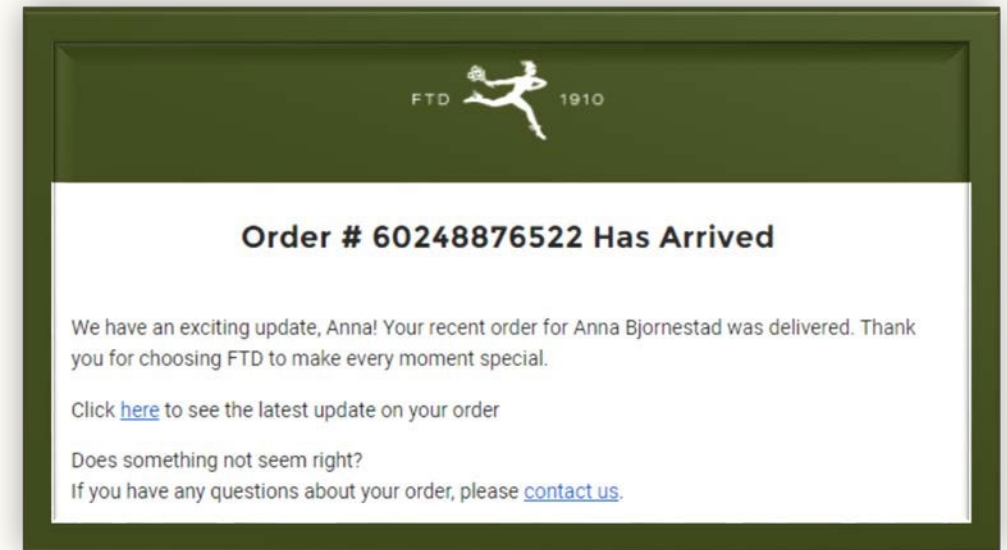 FTD 1910
Order # 60248876522 Has Arrived
We have an exciting update, Anna! Your recent order for Anna Bjornestad was delivered. Thank
you for choosing FTD to make every moment special.
Click here to see the latest update on your order
Does something not seem right?
If you have any questions about your order, please contact us.